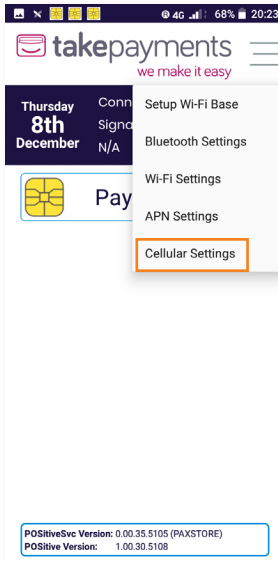 4G 68% 20:23
takepayments
we make it easy
Thursday
8th
December
Conn
Signa
N/A
Setup Wi-Fi Base
Bluetooth Settings
Wi-Fi Settings
APN Settings
Cellular Settings
Pay
POSitiveSvc Version: 0.00.35.5105 (PAXSTORE)
POSitive Version: 1.00.30.5108